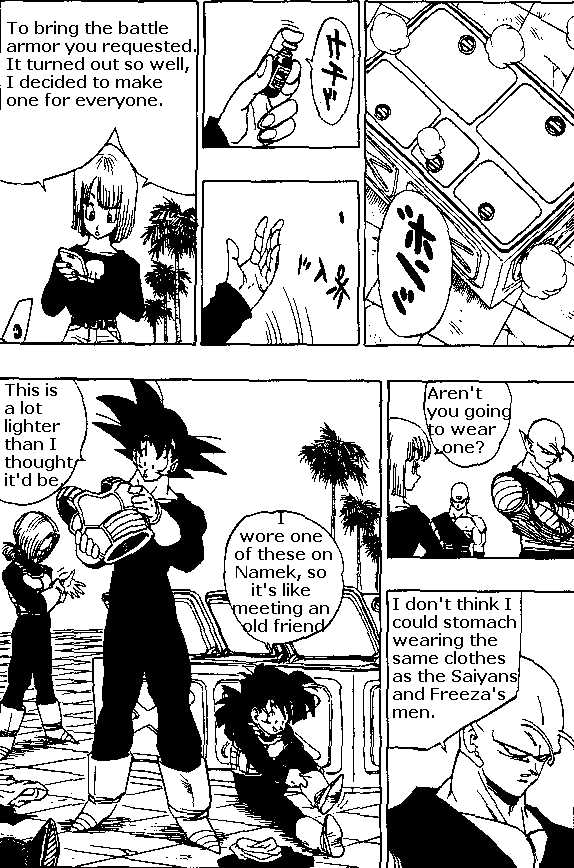 To bring the battle
armor you requested.
It turned out so well,
I decided to make
one for everyone.
カチッ
ポイッ
ボンッ
This is
a lot
lighter
than I
thought
it'd be
I
wore one
of these on
Namek, so
it's like
meeting an
old friend
Aren't
you going
to wear
one?
I don't think I
could stomach
wearing the
same clothes
as the Saiyans
and Freeza's
men.